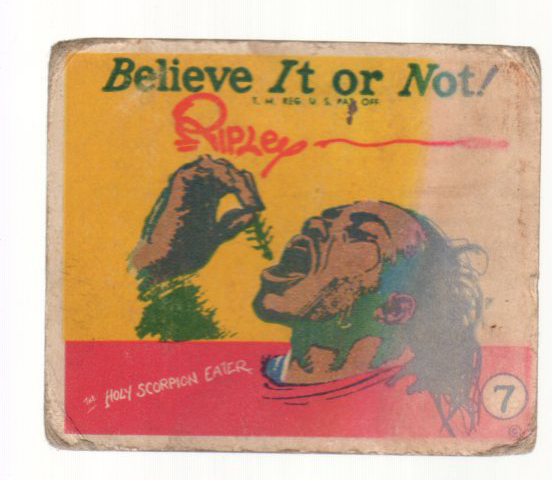 Believe It or Not!
T. M. REG. U. S. PAT OFF
RIPLEY
THE HOLY SCORPION EATER
7
©